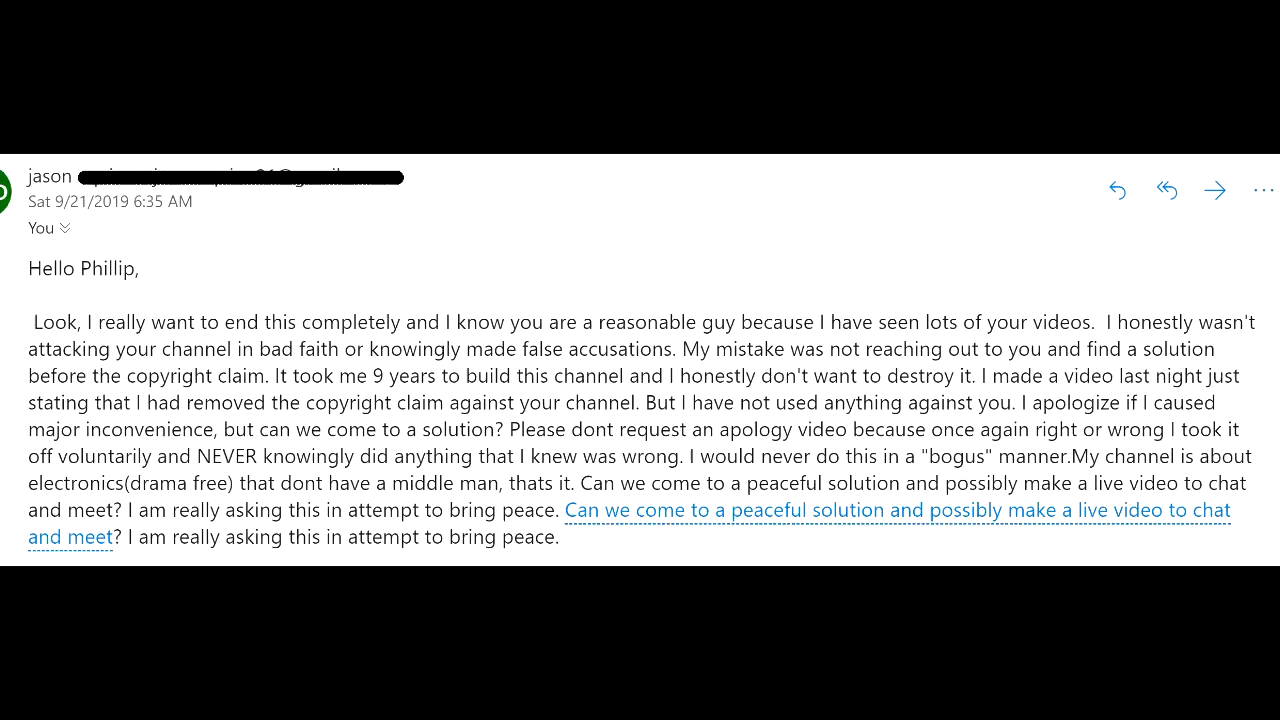 jason
Sat 9/21/2019 6:35 AM
You
Hello Phillip,
Look, I really want to end this completely and I know you are a reasonable guy because I have seen lots of your videos.  I honestly wasn't
attacking your channel in bad faith or knowingly made false accusations. My mistake was not reaching out to you and find a solution
before the copyright claim. It took me 9 years to build this channel and I honestly don't want to destroy it. I made a video last night just
stating that I had removed the copyright claim against your channel. But I have not used anything against you. I apologize if I caused
major inconvenience, but can we come to a solution? Please dont request an apology video because once again right or wrong I took it
off voluntarily and NEVER knowingly did anything that I knew was wrong. I would never do this in a "bogus" manner.My channel is about
electronics(drama free) that dont have a middle man, thats it. Can we come to a peaceful solution and possibly make a live video to chat
and meet? I am really asking this in attempt to bring peace. Can we come to a peaceful solution and possibly make a live video to chat
and meet? I am really asking this in attempt to bring peace.